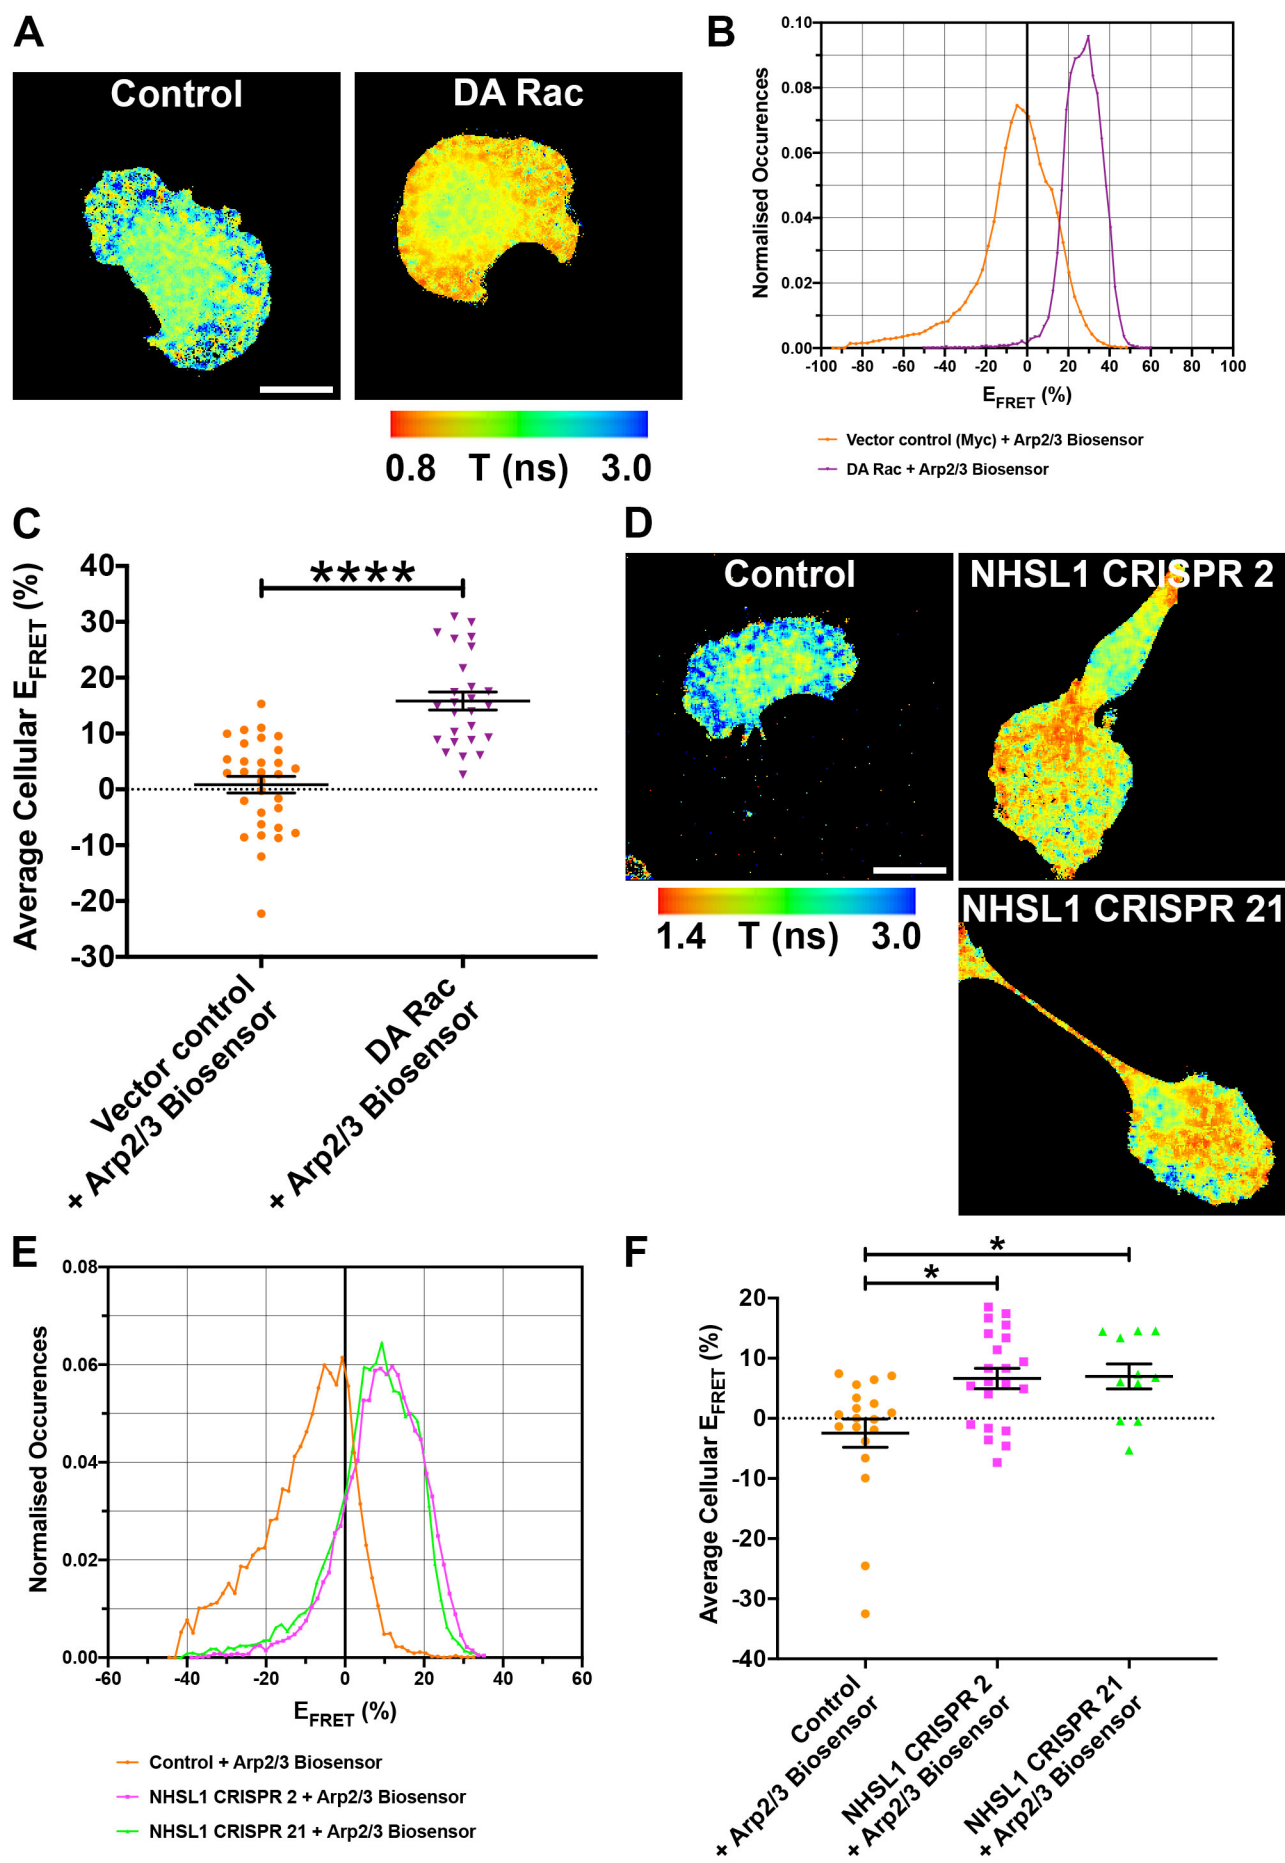 A
Control
DA Rac
0.8 T (ns) 3.0
B
Normalised Occurences
0.10
0.08
0.06
0.04
0.02
0.00
-100 -80 -60 -40 -20 0 20 40 60 80 100
EFRET (%)
Vector control (Myc) + Arp2/3 Biosensor
DA Rac + Arp2/3 Biosensor
C
Average Cellular EFRET (%)
40
30
20
10
0
-10
-20
-30
****
Vector control
+ Arp2/3 Biosensor
DA Rac
+ Arp2/3 Biosensor
D
Control
NHSL1 CRISPR 2
1.4 T (ns) 3.0
NHSL1 CRISPR 21
E
Normalised Occurences
0.08
0.06
0.04
0.02
0.00
-60 -40 -20 0 20 40 60
EFRET (%)
Control + Arp2/3 Biosensor
NHSL1 CRISPR 2 + Arp2/3 Biosensor
NHSL1 CRISPR 21 + Arp2/3 Biosensor
F
Average Cellular EFRET (%)
*
*
20
10
0
-10
-20
-30
-40
Control
+ Arp2/3 Biosensor
NHSL1 CRISPR 2
+ Arp2/3 Biosensor
NHSL1 CRISPR 21
+ Arp2/3 Biosensor